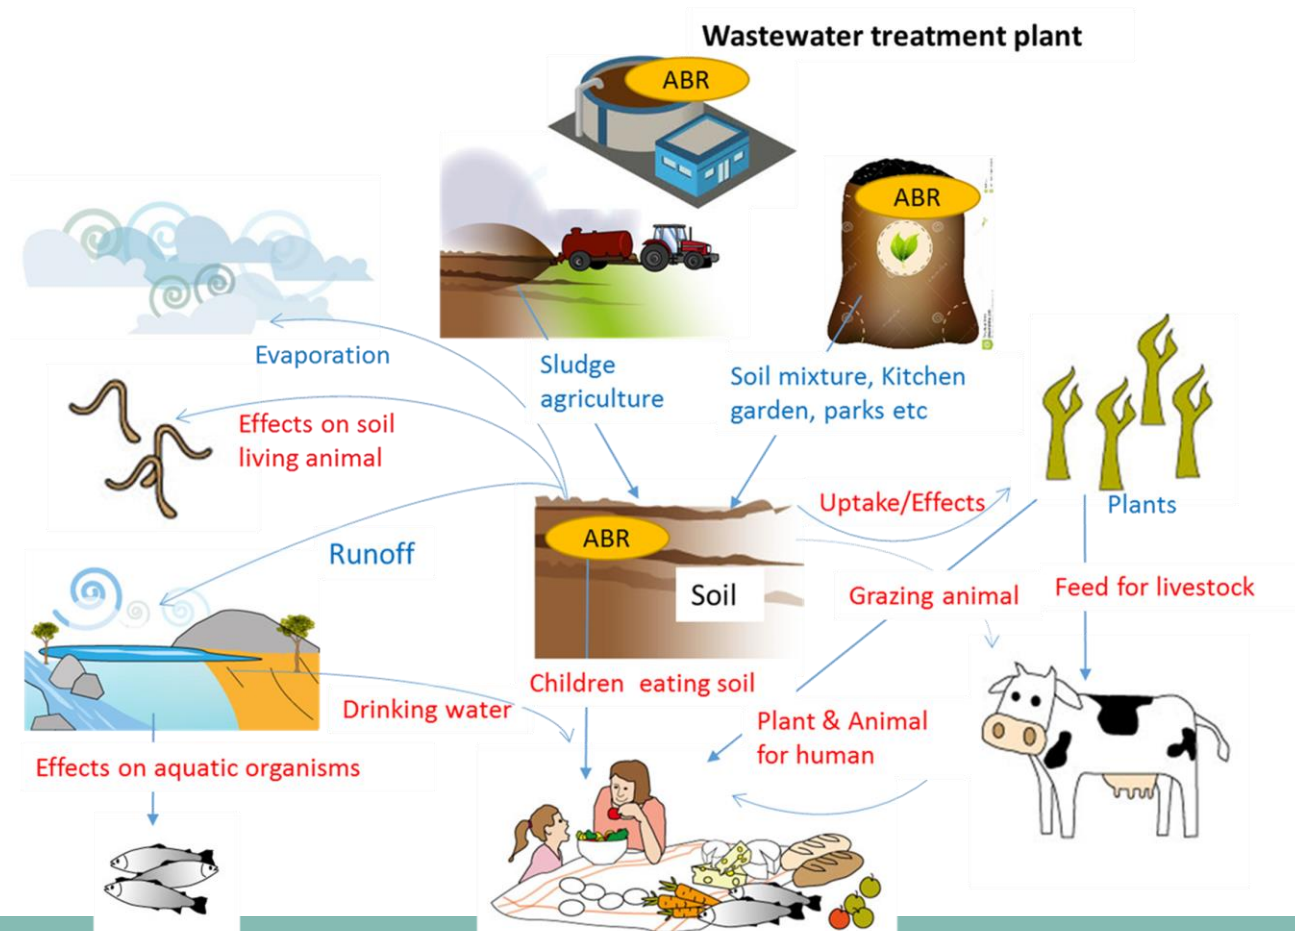 Wastewater treatment plant
ABR
ABR
Evaporation
Sludge
agriculture
Soil mixture, Kitchen
garden, parks etc
Effects on soil
living animal
Uptake/Effects
Plants
ABR
Runoff
Soil
Grazing animal
Feed for livestock
Children eating soil
Drinking water
Plant & Animal
for human
Effects on aquatic organisms